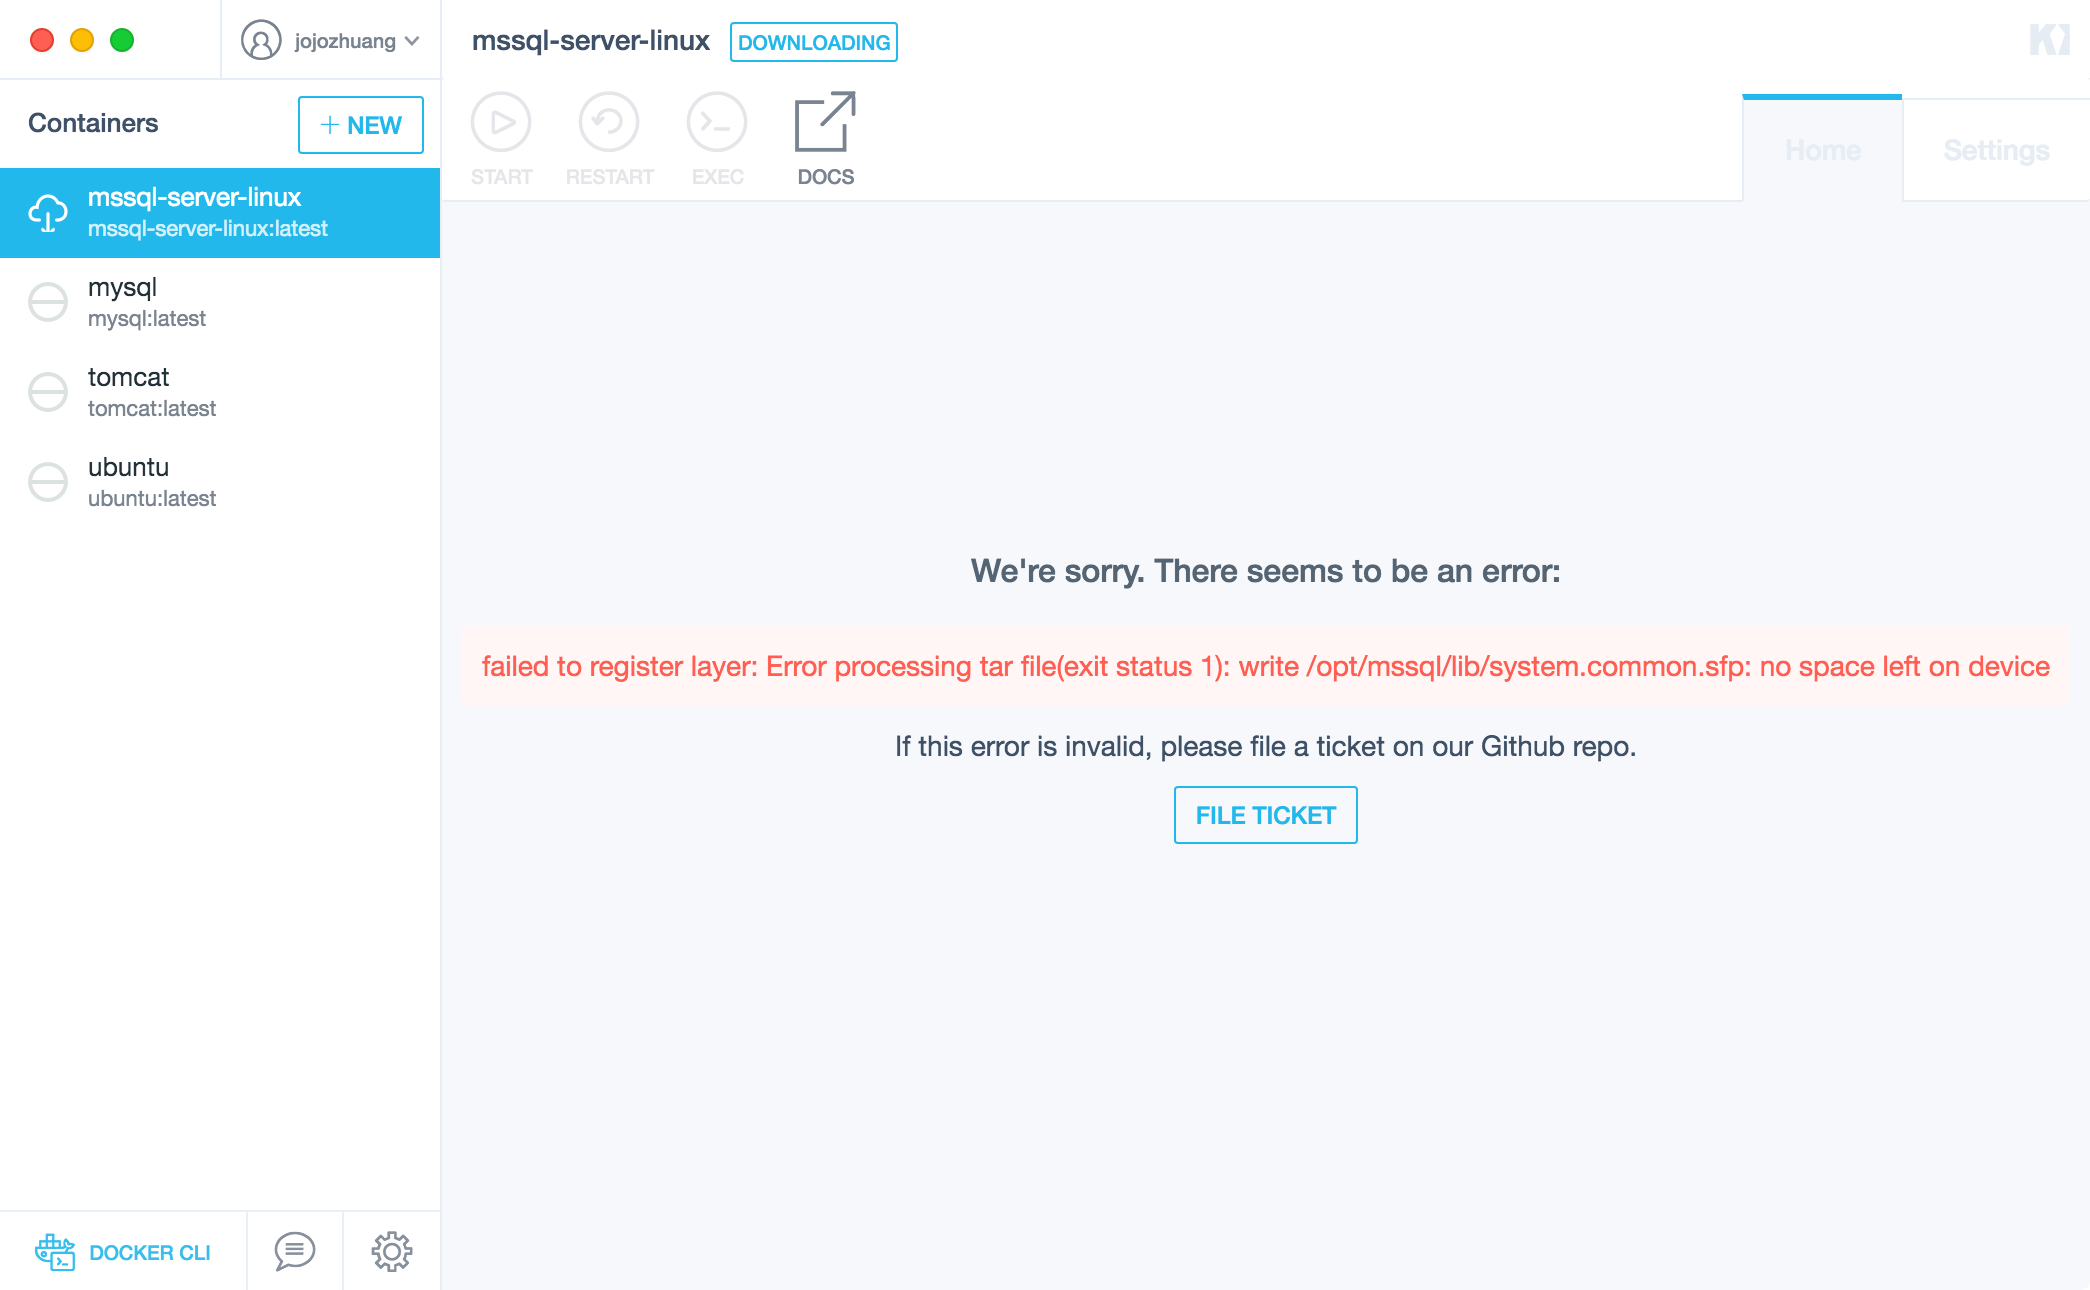 jojozhuang
mssql-server-linux DOWNLOADING
Containers
+ NEW
START
RESTART
EXEC
DOCS
Home
Settings
mssql-server-linux
mssql-server-linux:latest
mysql
mysql:latest
tomcat
tomcat:latest
ubuntu
ubuntu:latest
We're sorry. There seems to be an error:
failed to register layer: Error processing tar file(exit status 1): write /opt/mssql/lib/system.common.sfp: no space left on device
If this error is invalid, please file a ticket on our Github repo.
FILE TICKET
DOCKER CLI